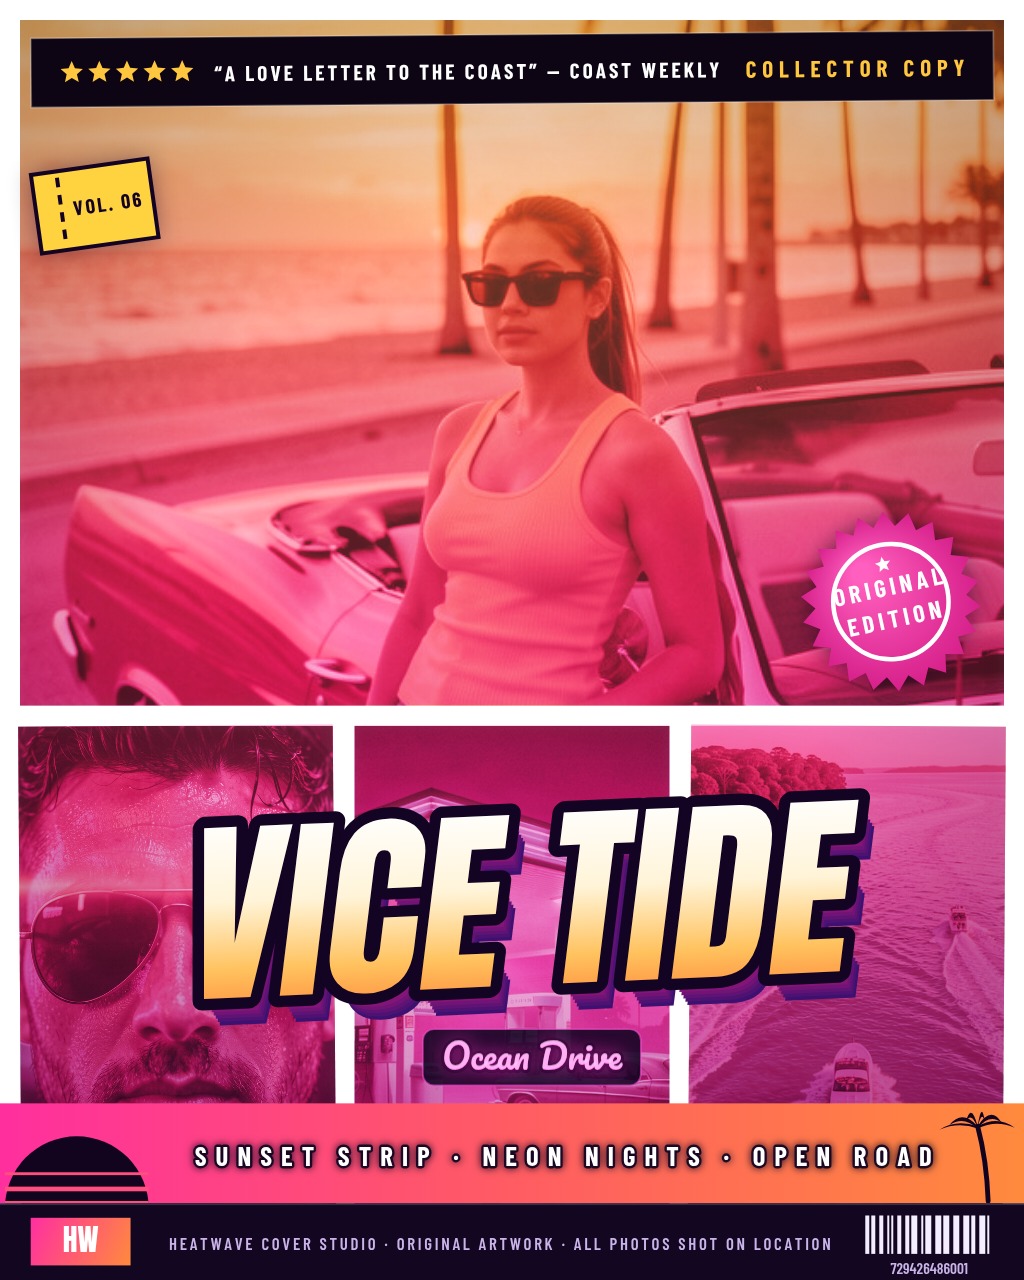 “A LOVE LETTER TO THE COAST” — COAST WEEKLY COLLECTOR COPY
VOL. 06
ORIGINAL
EDITION
VICE TIDE
Ocean Drive
SUNSET STRIP · NEON NIGHTS · OPEN ROAD
HW
HEATWAVE COVER STUDIO · ORIGINAL ARTWORK · ALL PHOTOS SHOT ON LOCATION
729426486001